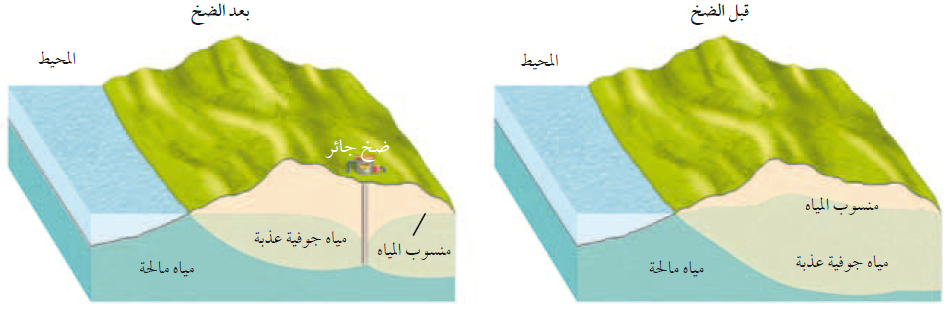 قبل الضخ
المحيط
منسوب المياه
مياه جوفية عذبة
مياه مالحة
بعد الضخ
المحيط
ضخ جائر
مياه جوفية عذبة
منسوب المياه
مياه مالحة